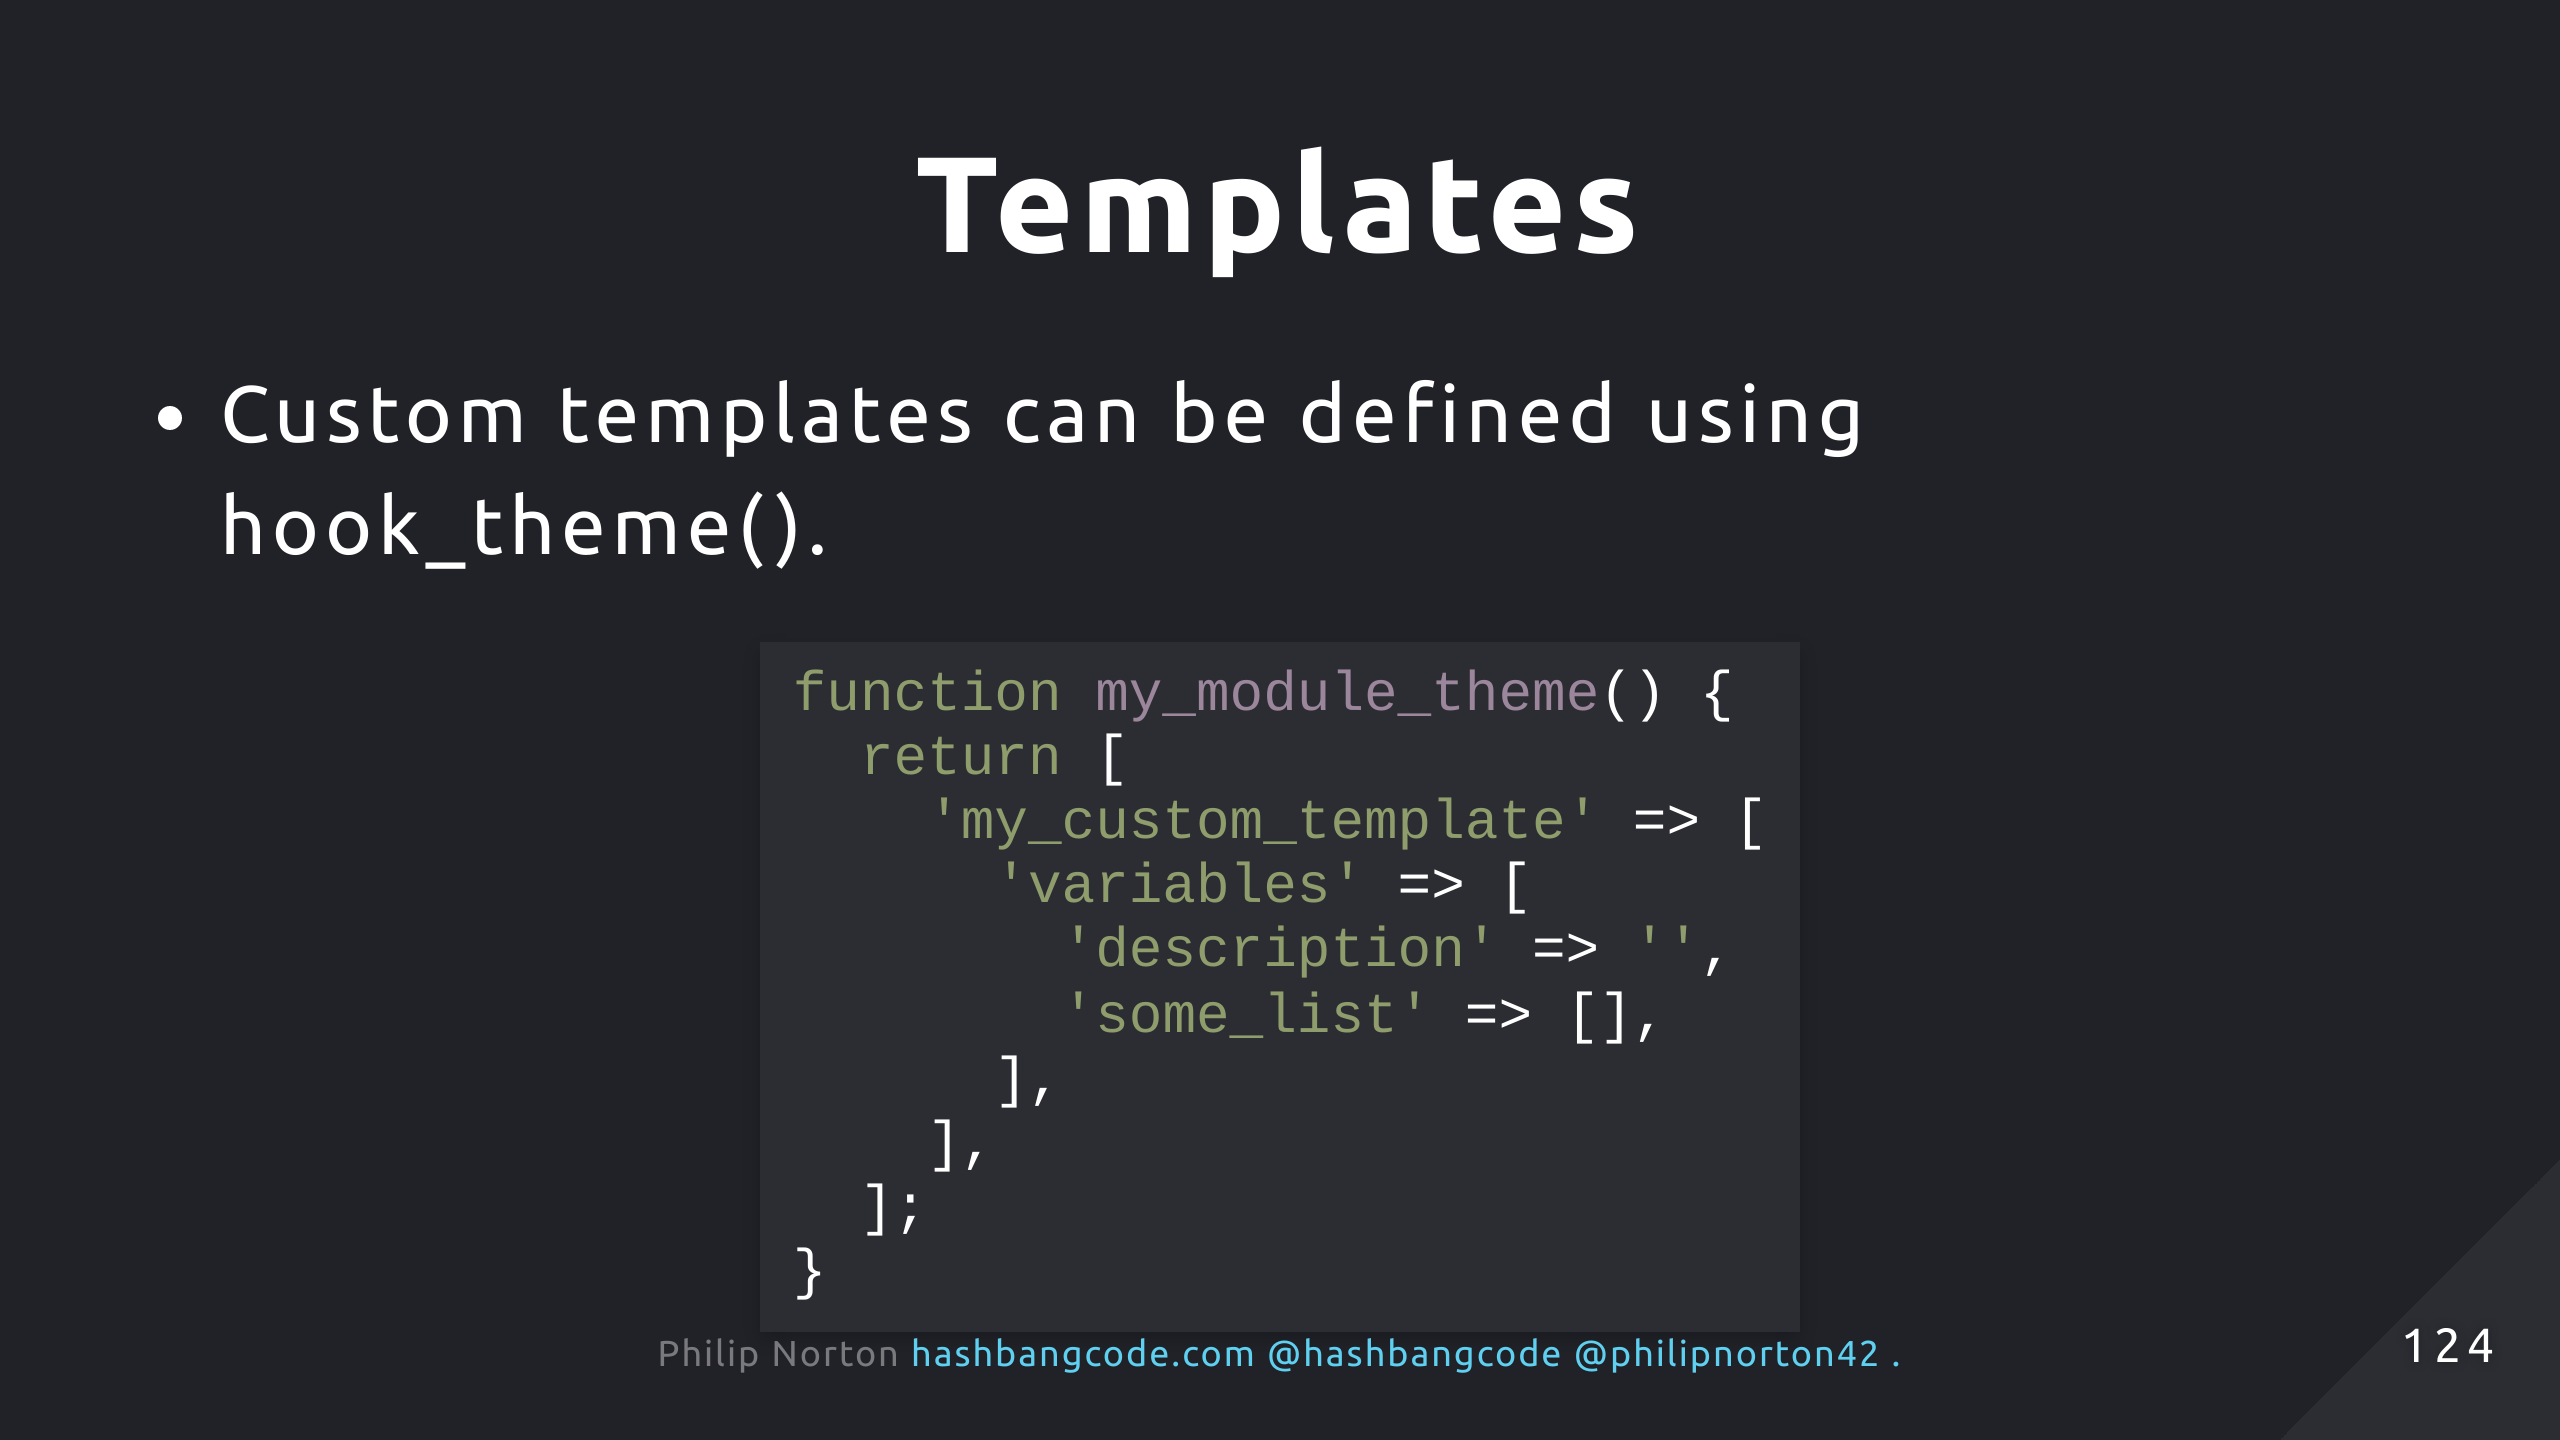 Templates
• Custom templates can be defined using
hook_theme().
function my_module_theme() {
  return [
    'my_custom_template' => [
      'variables' => [
        'description' => '',
        'some_list' => [],
      ],
    ],
  ];
}
Philip Norton hashbangcode.com @hashbangcode @philipnorton42 .
124